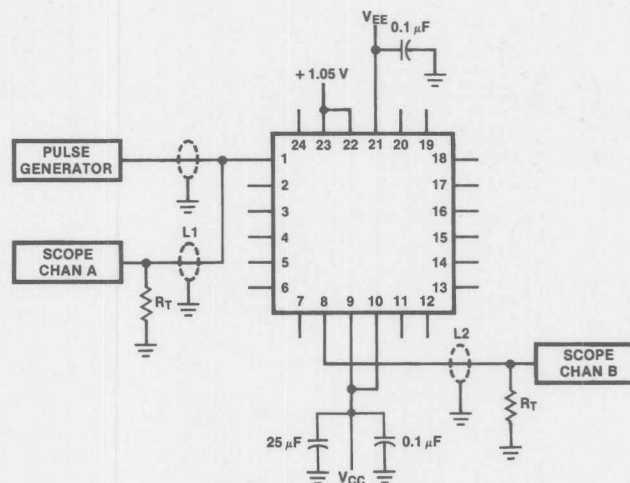 VEE
0.1 µF
+ 1.05 V
24 23 22 21 20 19
PULSE
GENERATOR
1 18
2 17
3 16
L1
4 15
SCOPE
CHAN A
5 14
6 13
RT
7 8 9 10 11 12
L2
SCOPE
CHAN B
RT
25 µF
0.1 µF
VCC